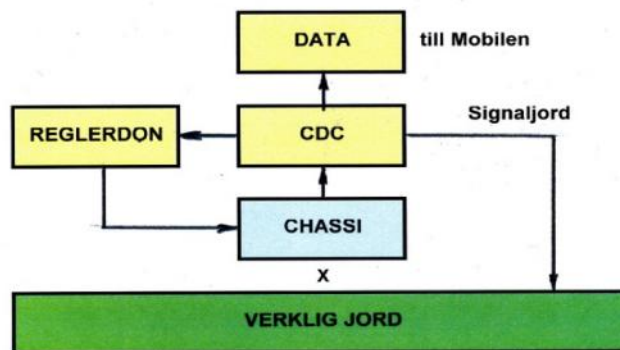 DATA
till Mobilen
Signaljord
REGLERDON
CDC
CHASSI
X
VERKLIG JORD